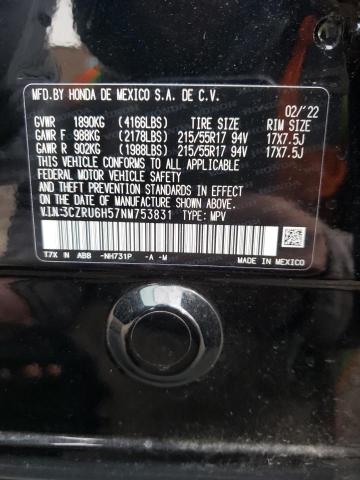 MFD.BY HONDA DE MEXICO S.A. DE C.V.
02/'22
GVWR 1890KG (4166LBS) TIRE SIZE RIM SIZE
GAWR F 988KG (2178LBS) 215/55R17 94V 17X7.5J
GAWR R 902KG (1988LBS) 215/55R17 94V 17X7.5J
THIS VEHICLE CONFORMS TO ALL APPLICABLE
FEDERAL MOTOR VEHICLE SAFETY
STANDARDS IN EFFECT ON THE DATE OF
MANUFACTURE SHOWN ABOVE.
V.I.N:3CZRU6H57NM753831 TYPE: MPV
T7X N AB8 -NH731P -A -M
MADE IN MEXICO